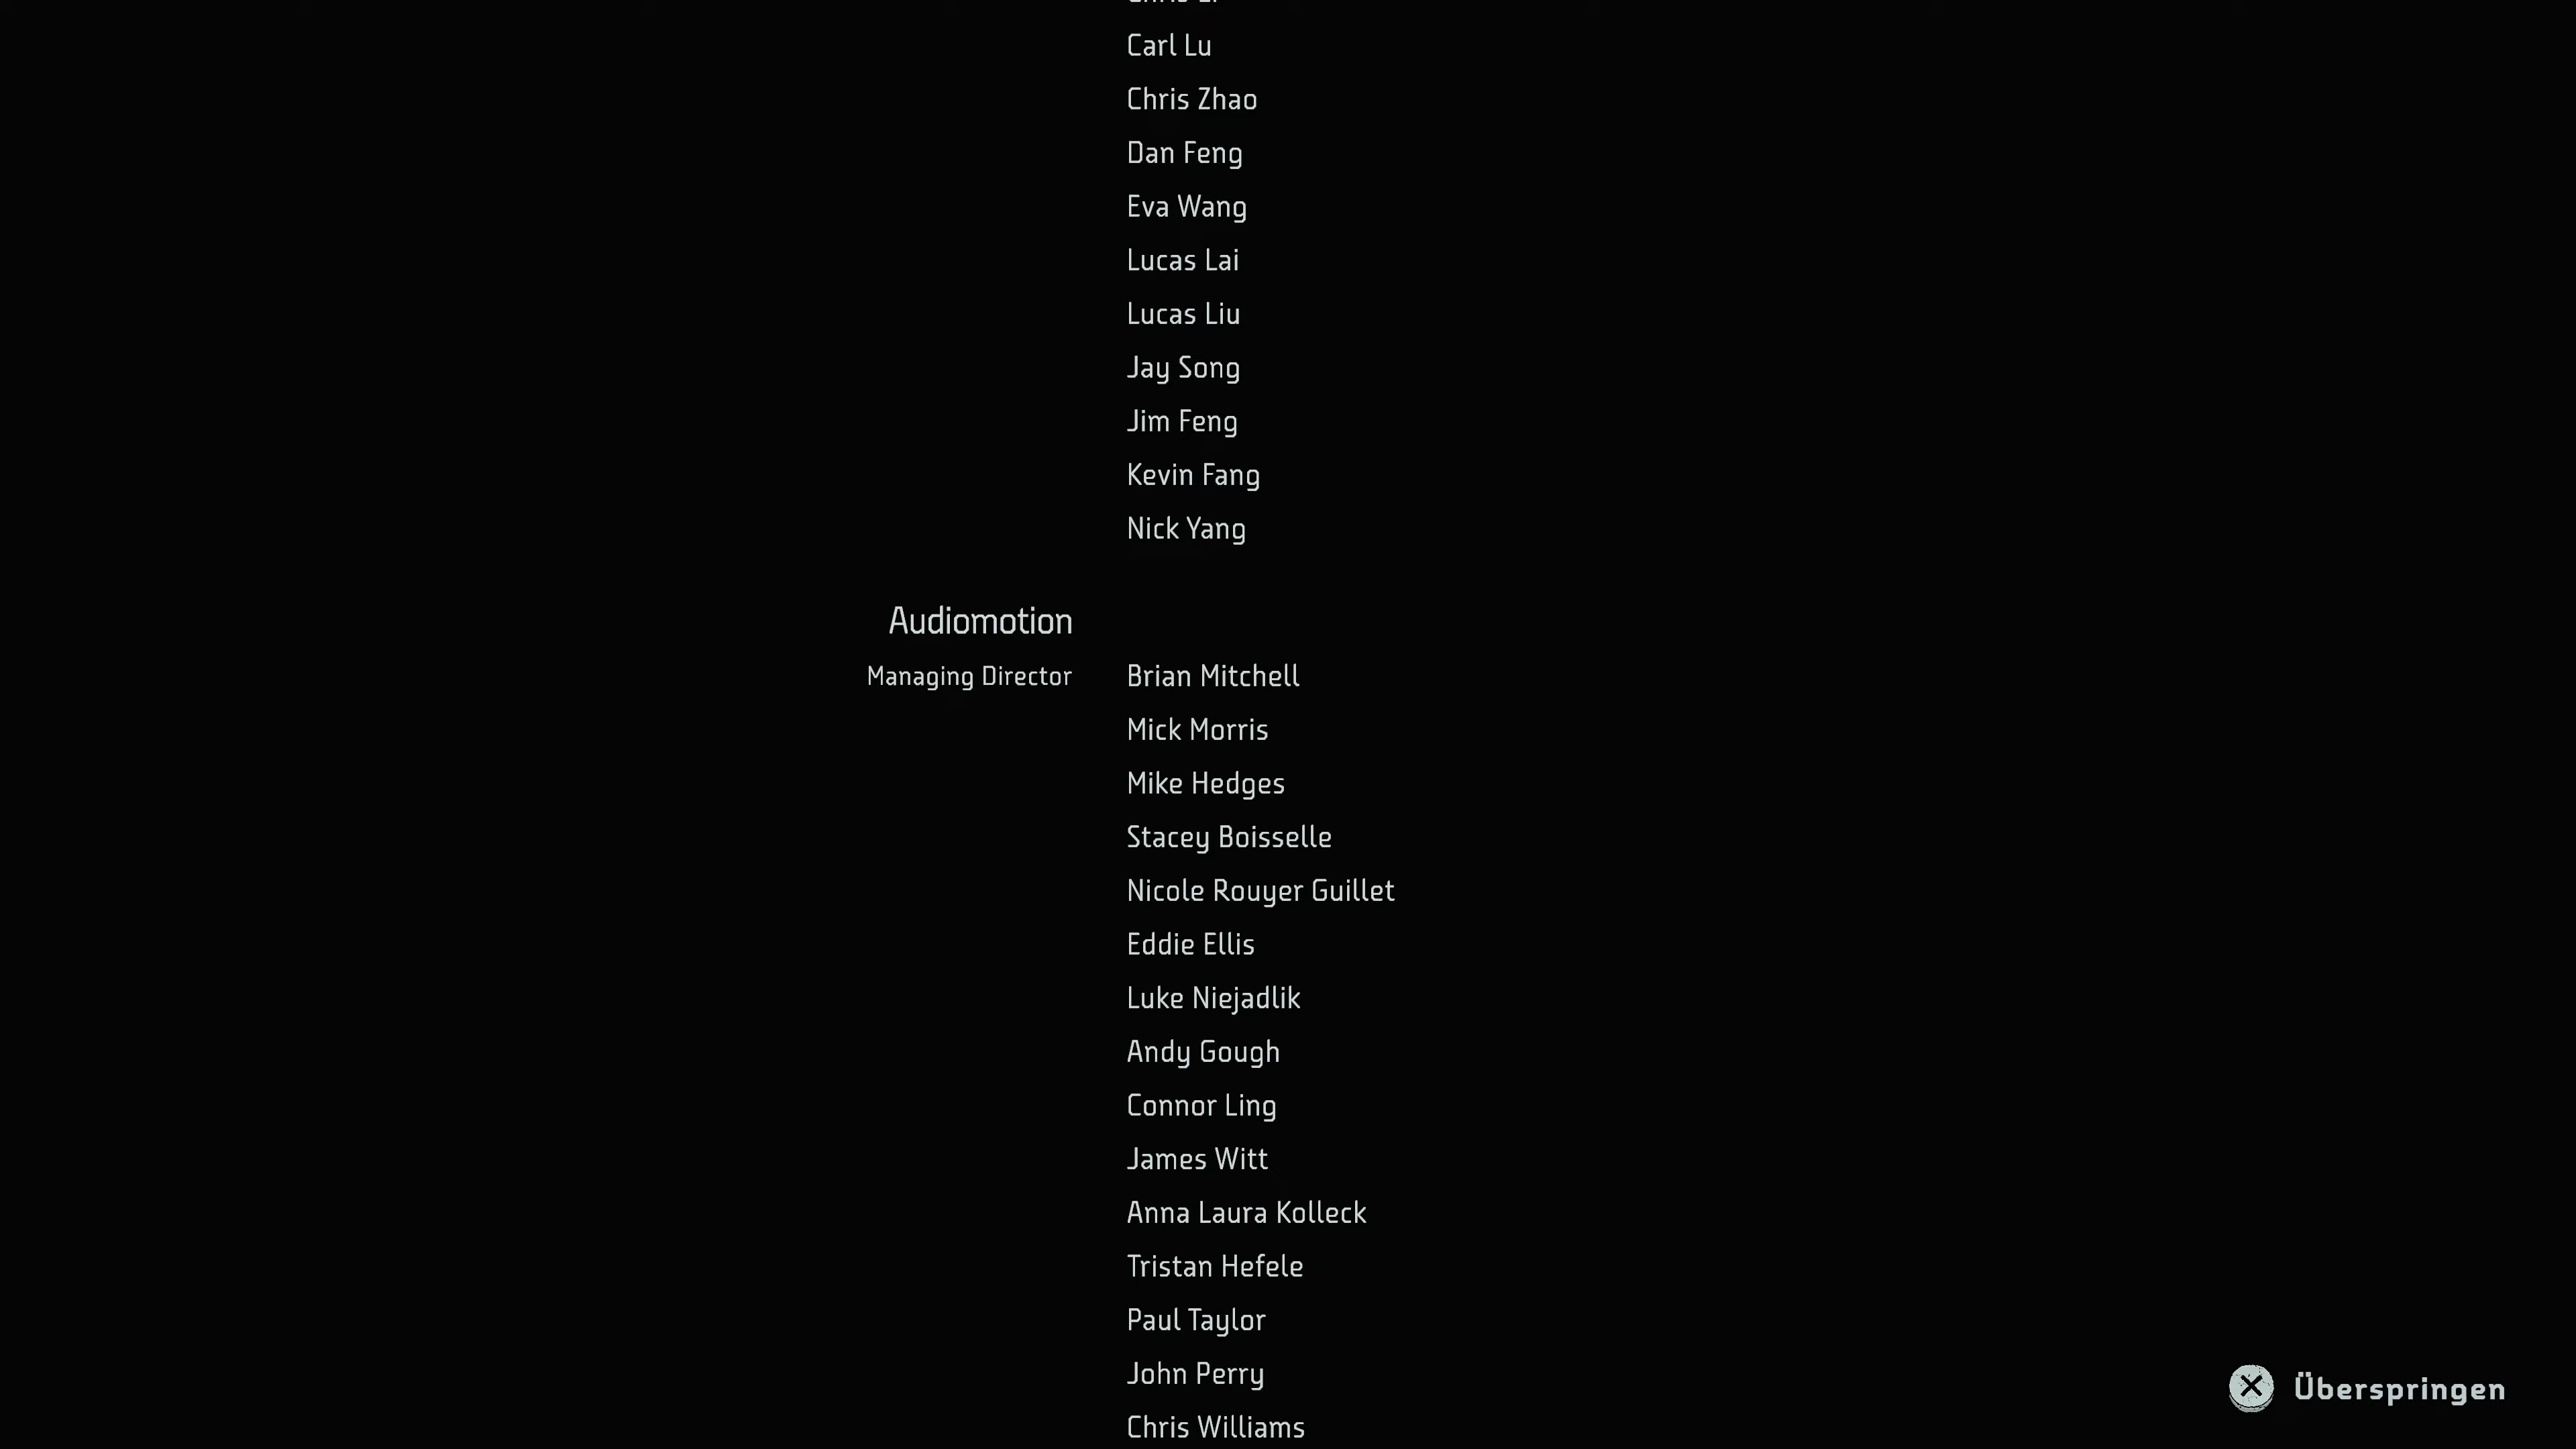 Carl Lu
Chris Zhao
Dan Feng
Eva Wang
Lucas Lai
Lucas Liu
Jay Song
Jim Feng
Kevin Fang
Nick Yang
Audiomotion
Managing Director Brian Mitchell
Mick Morris
Mike Hedges
Stacey Boisselle
Nicole Rouyer Guillet
Eddie Ellis
Luke Niejadlik
Andy Gough
Connor Ling
James Witt
Anna Laura Kolleck
Tristan Hefele
Paul Taylor
John Perry
Chris Williams
Überspringen